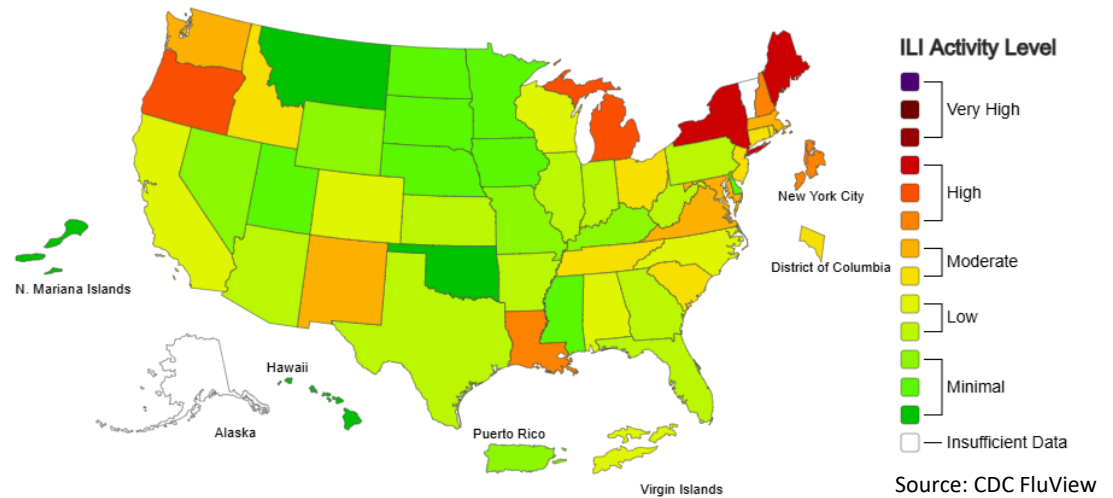 ILI Activity Level
Very High
High
New York City
Moderate
District of Columbia
N. Mariana Islands
Low
Hawaii
Minimal
Alaska
Puerto Rico
Insufficient Data
Virgin Islands
Source: CDC FluView